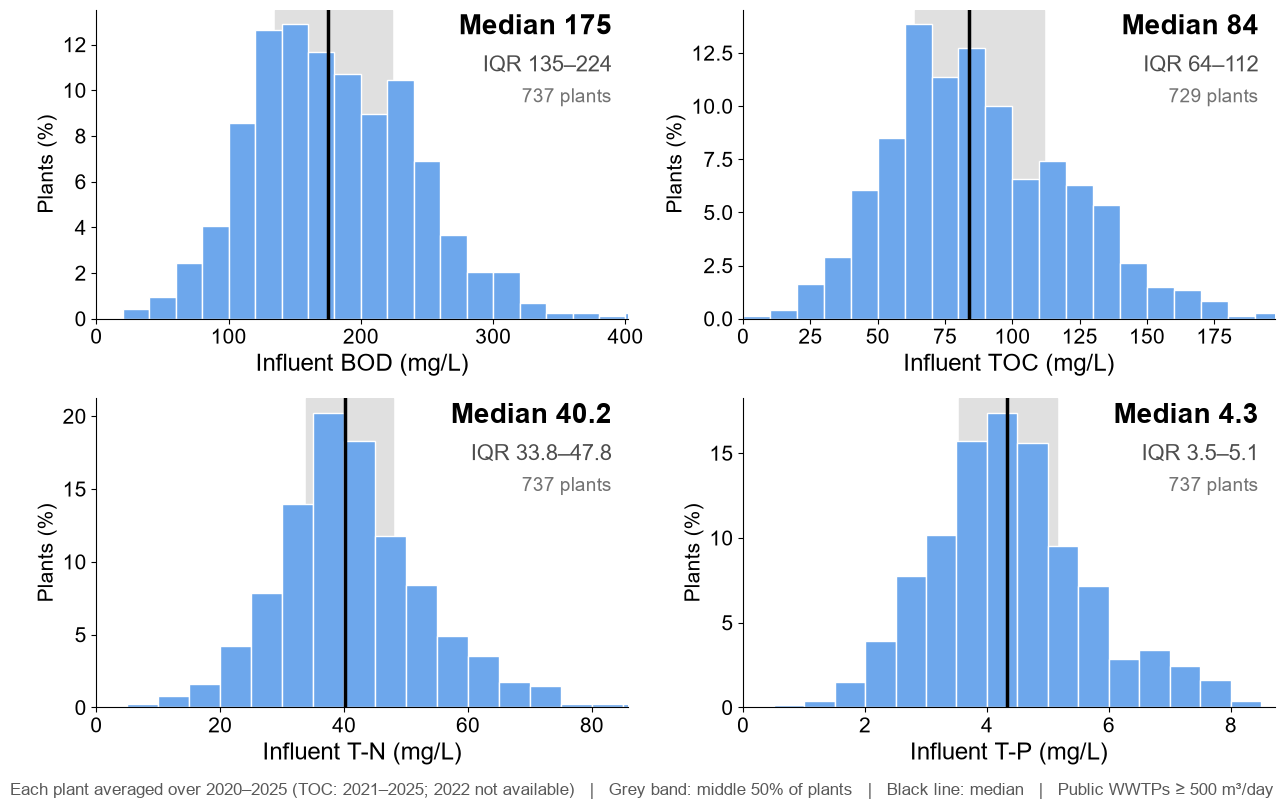 Median 175
IQR 135–224
737 plants
Plants (%)
12
10
8
6
4
2
0
0 100 200 300 400
Influent BOD (mg/L)
Median 84
IQR 64–112
729 plants
Plants (%)
12.5
10.0
7.5
5.0
2.5
0.0
0 25 50 75 100 125 150 175
Influent TOC (mg/L)
Median 40.2
IQR 33.8–47.8
737 plants
Plants (%)
20
15
10
5
0
0 20 40 60 80
Influent T-N (mg/L)
Median 4.3
IQR 3.5–5.1
737 plants
Plants (%)
15
10
5
0
0 2 4 6 8
Influent T-P (mg/L)
Each plant averaged over 2020–2025 (TOC: 2021–2025; 2022 not available) | Grey band: middle 50% of plants | Black line: median | Public WWTPs ≥ 500 m³/day